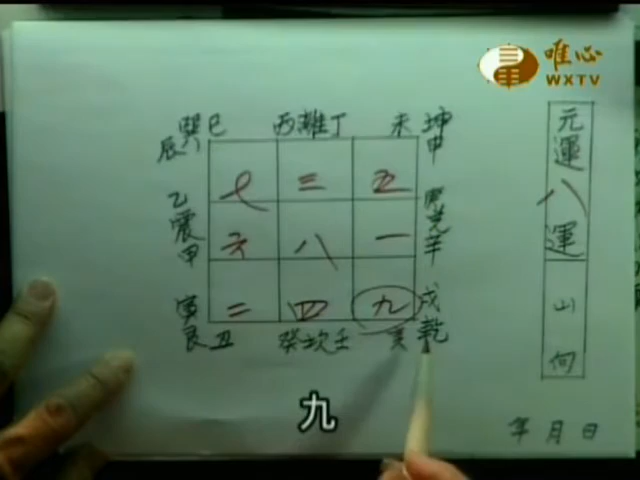 唯心
WXTV
巽 巳 丙離丁 未 坤
辰 申
七 三 五
乙 震 甲
六 八 一
庚 兌 辛
寅 艮 丑
二 四 九
戌 乾 亥
癸坎壬
元運八運
山
向
九
年月日